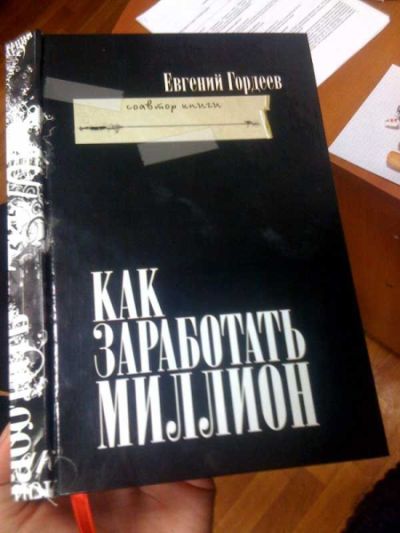 Евгений Гордеев
соавтор книги
КАК
ЗАРАБОТАТЬ
МИЛЛИОН